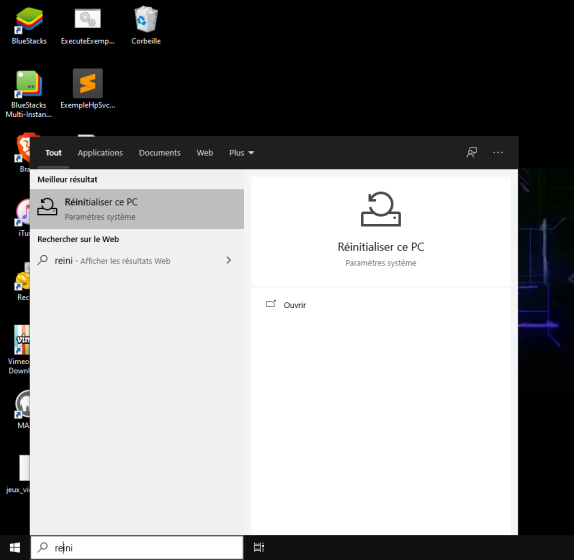 BlueStacks
ExecuteExemp...
Corbeille
BlueStacks
Multi-Instan...
ExempleHpSvc...
Tout
Applications
Documents
Web
Plus
...
Meilleur résultat
Réinitialiser ce PC
Paramètres système
Rechercher sur le Web
reini - Afficher les résultats Web
Réinitialiser ce PC
Paramètres système
Ouvrir
Bra
iTu
Rec
Vimeo
Downl
MA
jeux_vi
reini